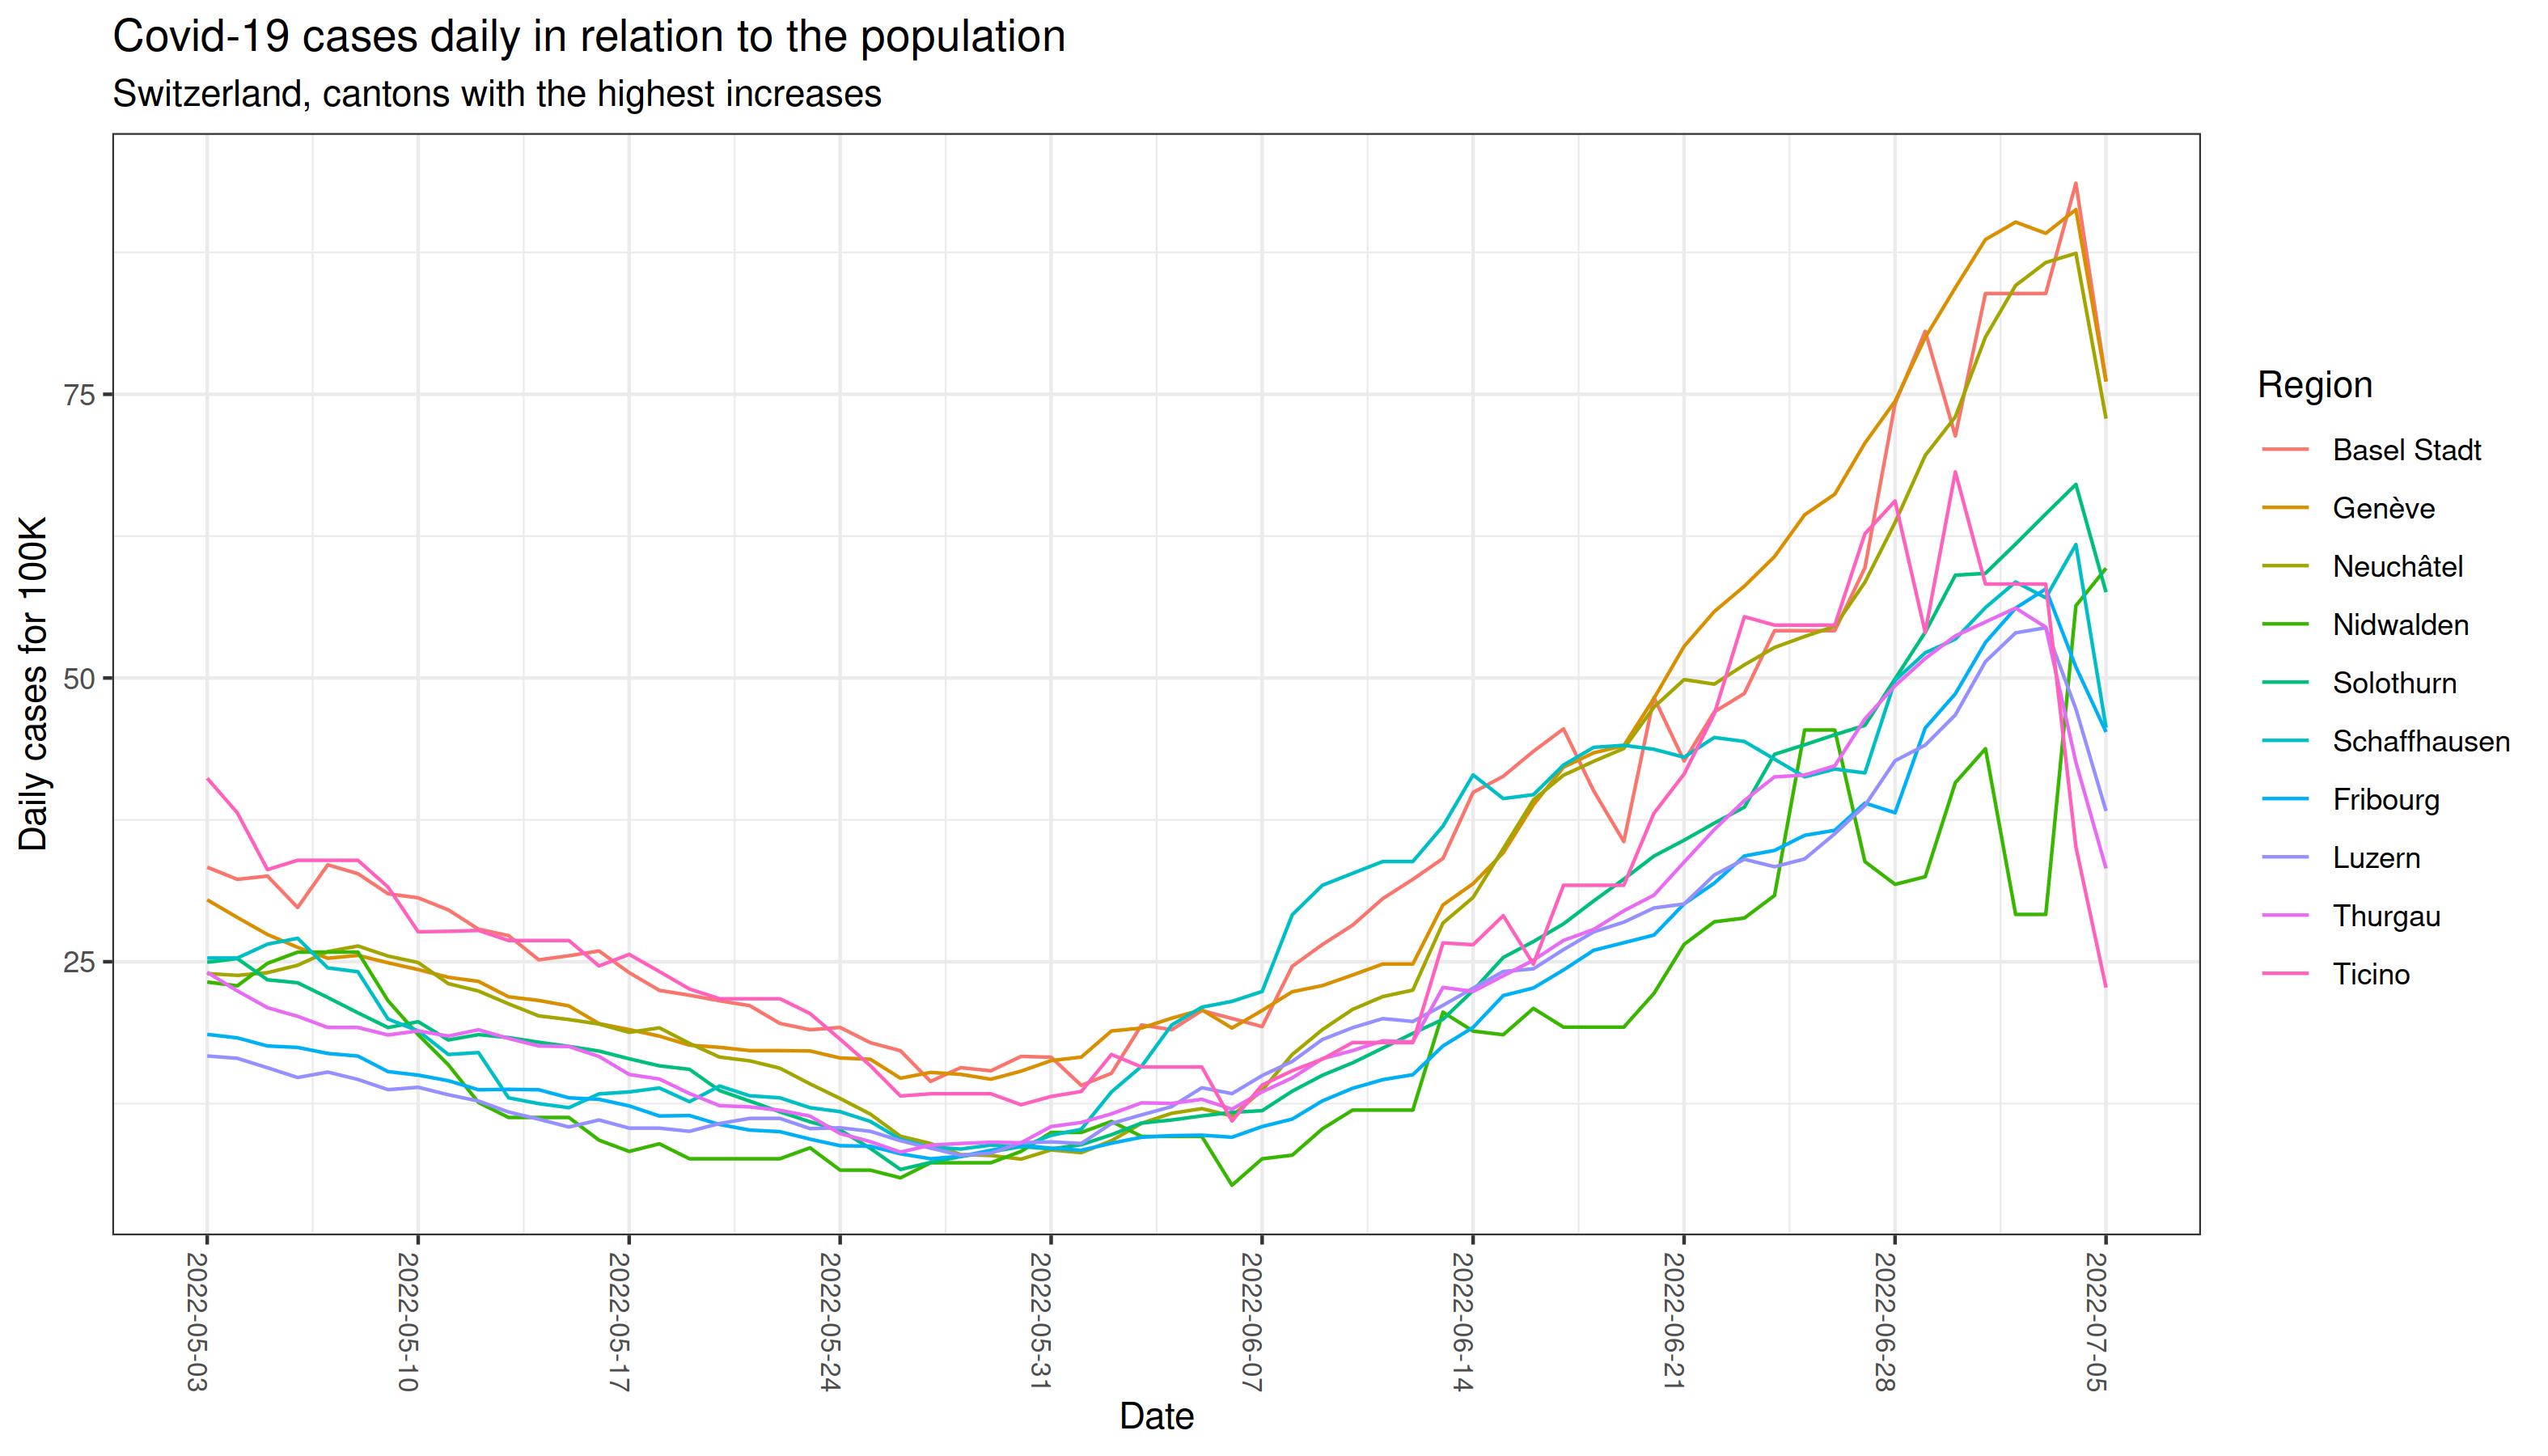 Covid-19 cases daily in relation to the population
Switzerland, cantons with the highest increases
Daily cases for 100K
75
50
25
2022-05-03
2022-05-10
2022-05-17
2022-05-24
2022-05-31
2022-06-07
2022-06-14
2022-06-21
2022-06-28
2022-07-05
Date
Region
Basel Stadt
Genève
Neuchâtel
Nidwalden
Solothurn
Schaffhausen
Fribourg
Luzern
Thurgau
Ticino